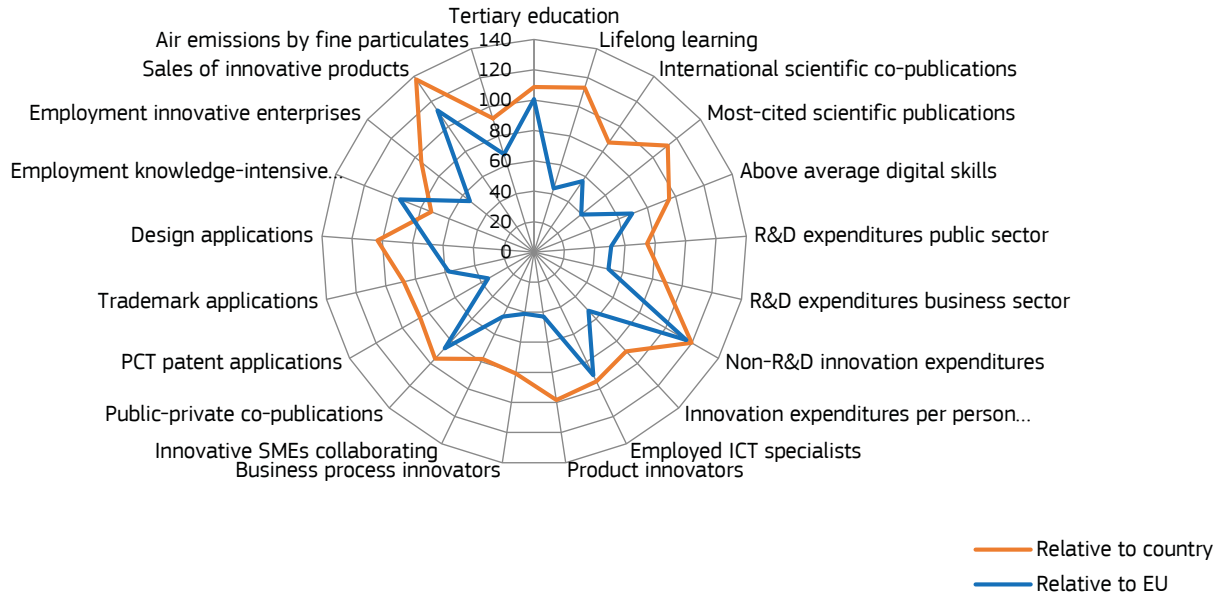 Tertiary education
Lifelong learning
International scientific co-publications
Most-cited scientific publications
Above average digital skills
R&D expenditures public sector
R&D expenditures business sector
Non-R&D innovation expenditures
Innovation expenditures per person...
Employed ICT specialists
Product innovators
Business process innovators
Innovative SMEs collaborating
Public-private co-publications
PCT patent applications
Trademark applications
Design applications
Employment knowledge-intensive...
Employment innovative enterprises
Sales of innovative products
Air emissions by fine particulates
140
120
100
80
60
40
20
0
Relative to country
Relative to EU